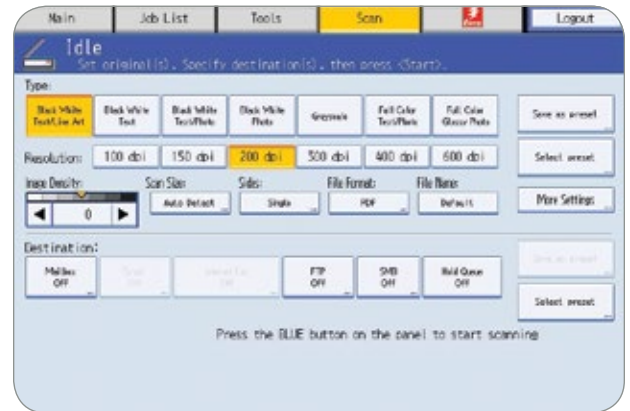 Main Job List Tools Scan Logout
Idle
Set original(s). Specify destination(s), then press <Start>.
Type:
Black White Black White Black White Black White Grayscale Full Color Full Color Save as preset
Text/Line Art Text Text/Photo Photo Text/Photo Glossy Photo
Resolution: 100 dpi 150 dpi 200 dpi 300 dpi 400 dpi 600 dpi Select preset
Image Density: Scan Size: Sides: File Format: File Name:
0 Auto Detect Single PDF Default More Settings
Destination:
Mailbox FTP SMB Hold Queue
OFF OFF OFF OFF OFF
Save as preset
Select preset
Press the BLUE button on the panel to start scanning